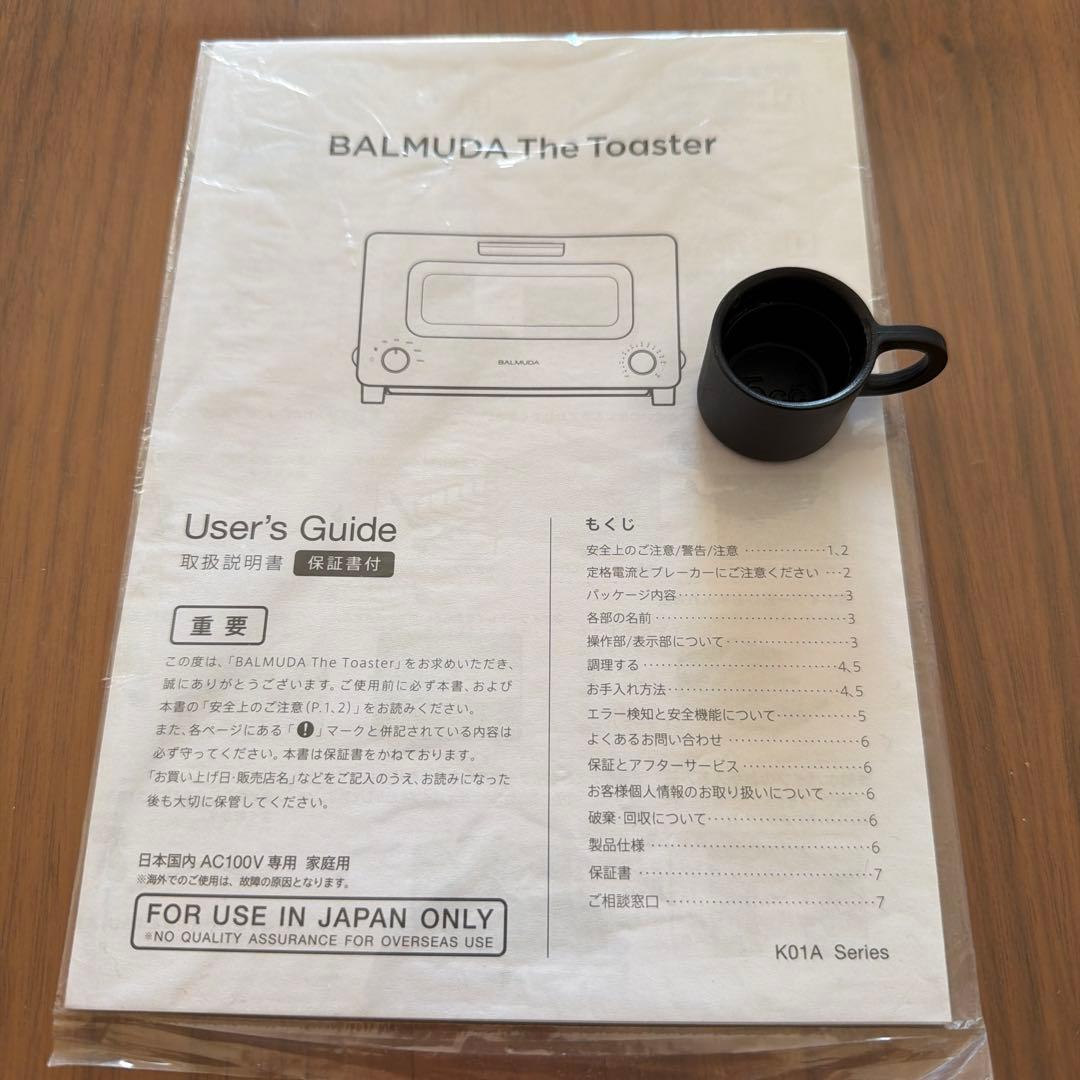 BALMUDA The Toaster
BALMUDA
5cc
User's Guide
取扱説明書 保証書付
重要
この度は、「BALMUDA The Toaster」をお求めいただき、
誠にありがとうございます。ご使用前に必ず本書、および
本書の「安全上のご注意(P.1、2)」をお読みください。
また、各ページにある「!」マークと併記されている内容は
必ず守ってください。本書は保証書をかねております。
「お買い上げ日・販売店名」などをご記入のうえ、お読みになった
後も大切に保管してください。
日本国内 AC100V 専用 家庭用
※海外でのご使用は、故障の原因となります。
FOR USE IN JAPAN ONLY
※NO QUALITY ASSURANCE FOR OVERSEAS USE
もくじ
安全上のご注意/警告/注意 ··············1、2
定格電流とブレーカーにご注意ください ···2
パッケージ内容····························3
各部の名前 ································3
操作部/表示部について·····················3
調理する ·································4、5
お手入れ方法·····························4、5
エラー検知と安全機能について·············5
よくあるお問い合わせ ······················6
保証とアフターサービス ····················6
お客様個人情報のお取り扱いについて ······6
破棄・回収について··························6
製品仕様 ···································6
保証書 ·····································7
ご相談窓口 ·································7
K01A Series